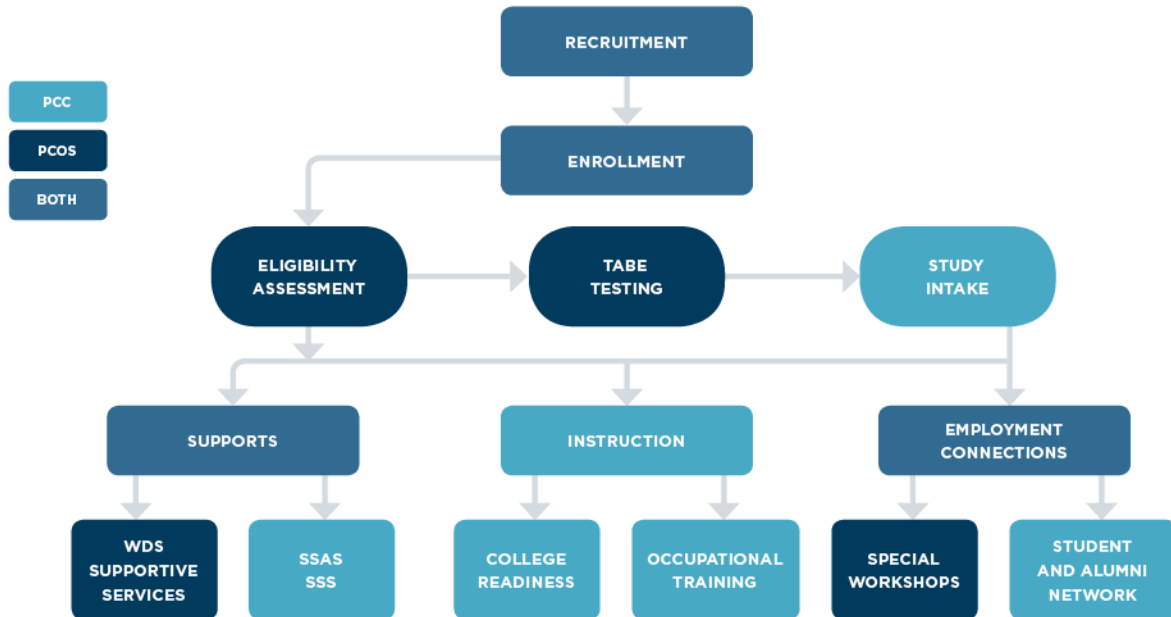 RECRUITMENT
PCC
PCOS
BOTH
ENROLLMENT
ELIGIBILITY
ASSESSMENT
TABE
TESTING
STUDY
INTAKE
SUPPORTS
INSTRUCTION
EMPLOYMENT
CONNECTIONS
WDS
SUPPORTIVE
SERVICES
SSAS
SSS
COLLEGE
READINESS
OCCUPATIONAL
TRAINING
SPECIAL
WORKSHOPS
STUDENT
AND ALUMNI
NETWORK